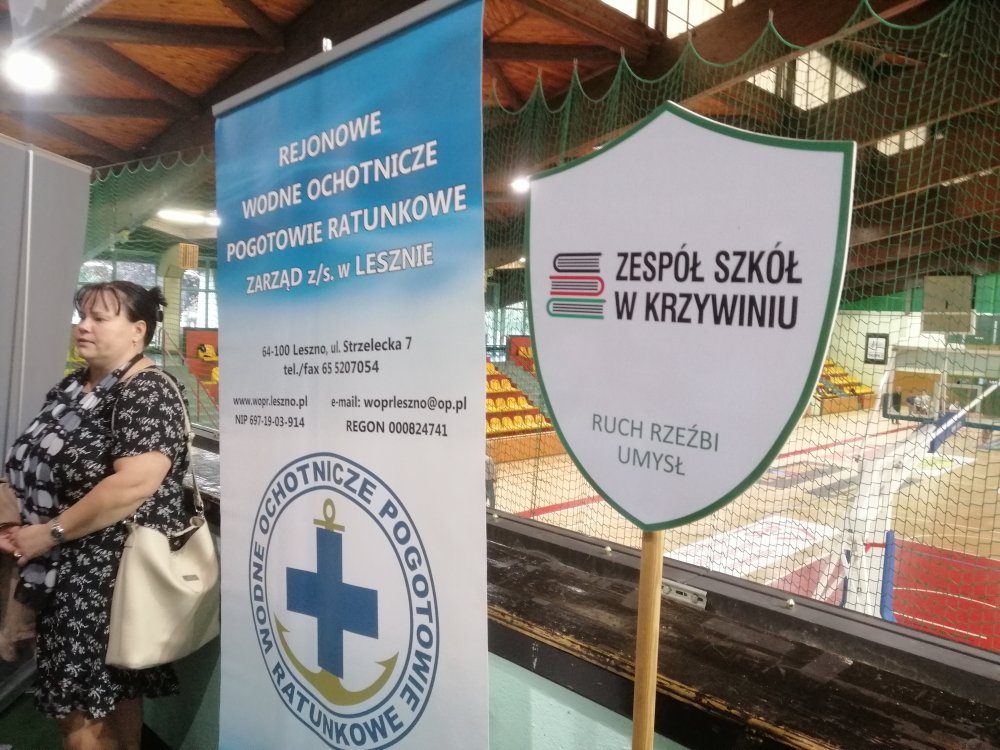 REJONOWE
WODNE OCHOTNICZE
POGOTOWIE RATUNKOWE
ZARZĄD z/s. w LESZNIE
64-100 Leszno, ul. Strzelecka 7
tel./fax 65 5207054
www.wopr.leszno.pl e-mail: woprleszno@op.pl
NIP 697-19-03-914 REGON 000824741
WODNE OCHOTNICZE POGOTOWIE RATUNKOWE
ZESPÓŁ SZKÓŁ
W KRZYWINIU
RUCH RZEŹBI
UMYSŁ